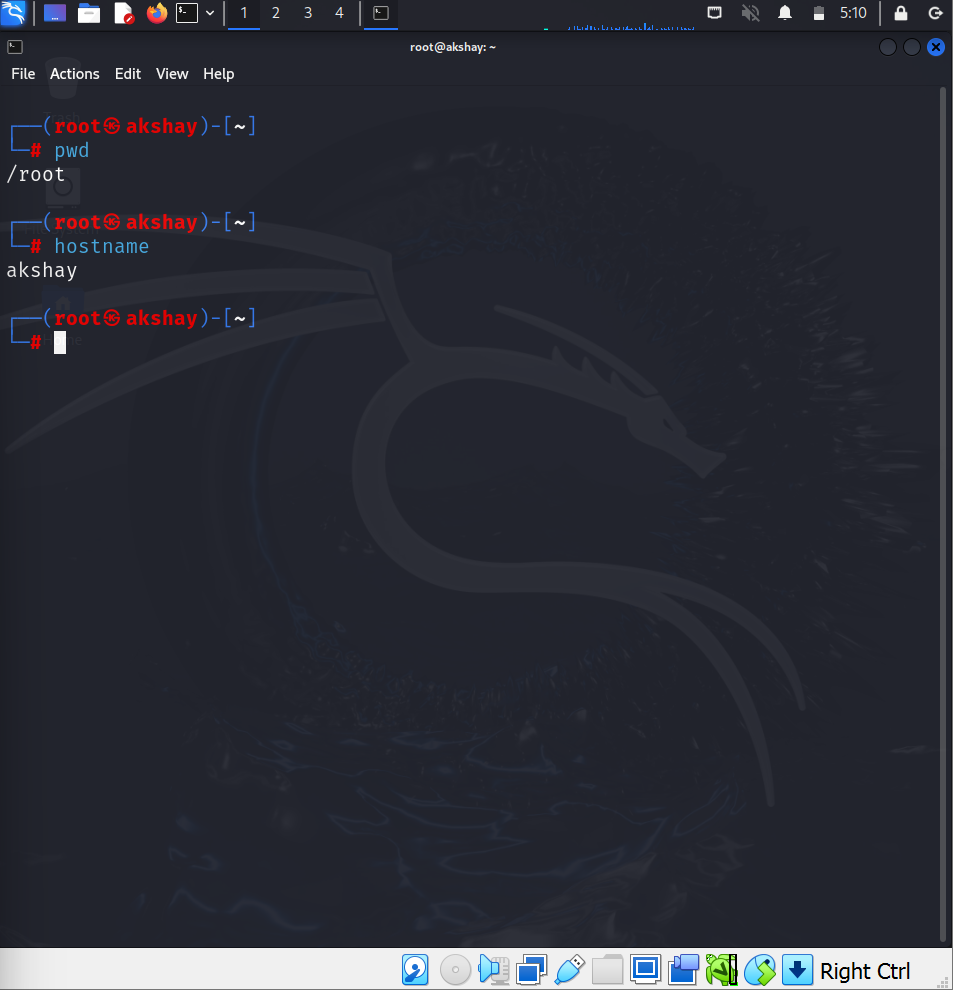 1 2 3 4 5:10
root@akshay: ~
File Actions Edit View Help
┌──(root㉿akshay)-[~]
└─# pwd
/root
┌──(root㉿akshay)-[~]
└─# hostname
akshay
┌──(root㉿akshay)-[~]
└─#
Right Ctrl